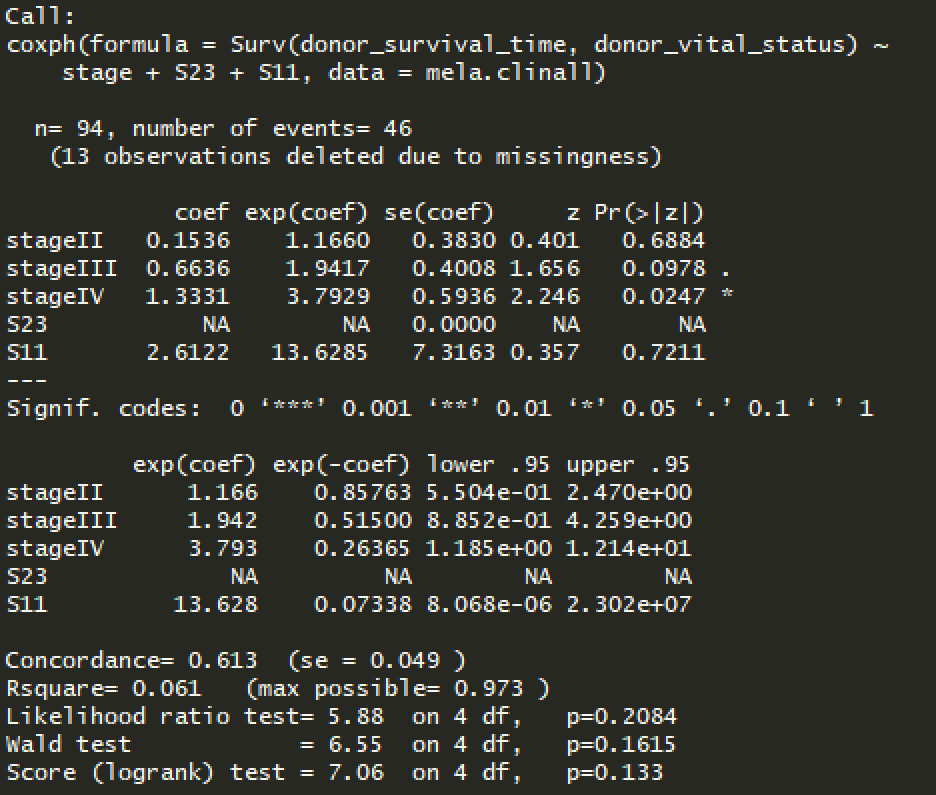 Call:
coxph(formula = Surv(donor_survival_time, donor_vital_status) ~
    stage + S23 + S11, data = mela.clinall)

  n= 94, number of events= 46
   (13 observations deleted due to missingness)

            coef exp(coef) se(coef)     z Pr(>|z|)
stageII   0.1536    1.1660   0.3830 0.401   0.6884
stageIII  0.6636    1.9417   0.4008 1.656   0.0978 .
stageIV   1.3331    3.7929   0.5936 2.246   0.0247 *
S23           NA        NA   0.0000    NA       NA
S11       2.6122   13.6285   7.3163 0.357   0.7211
---
Signif. codes:  0 ‘***’ 0.001 ‘**’ 0.01 ‘*’ 0.05 ‘.’ 0.1 ‘ ’ 1

         exp(coef) exp(-coef) lower .95 upper .95
stageII      1.166    0.85763 5.504e-01 2.470e+00
stageIII     1.942    0.51500 8.852e-01 4.259e+00
stageIV      3.793    0.26365 1.185e+00 1.214e+01
S23             NA         NA        NA        NA
S11         13.628    0.07338 8.068e-06 2.302e+07

Concordance= 0.613  (se = 0.049 )
Rsquare= 0.061   (max possible= 0.973 )
Likelihood ratio test= 5.88  on 4 df,   p=0.2084
Wald test            = 6.55  on 4 df,   p=0.1615
Score (logrank) test = 7.06  on 4 df,   p=0.133